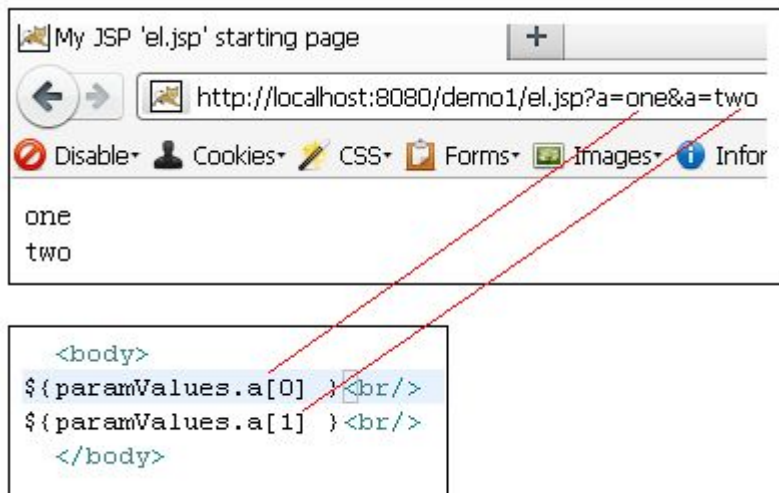 My JSP 'el.jsp' starting page
+
http://localhost:8080/demo1/el.jsp?a=one&a=two
Disable Cookies CSS Forms Images Infor
one
two
<body>
${paramValues.a[0] }<br/>
${paramValues.a[1] }<br/>
</body>